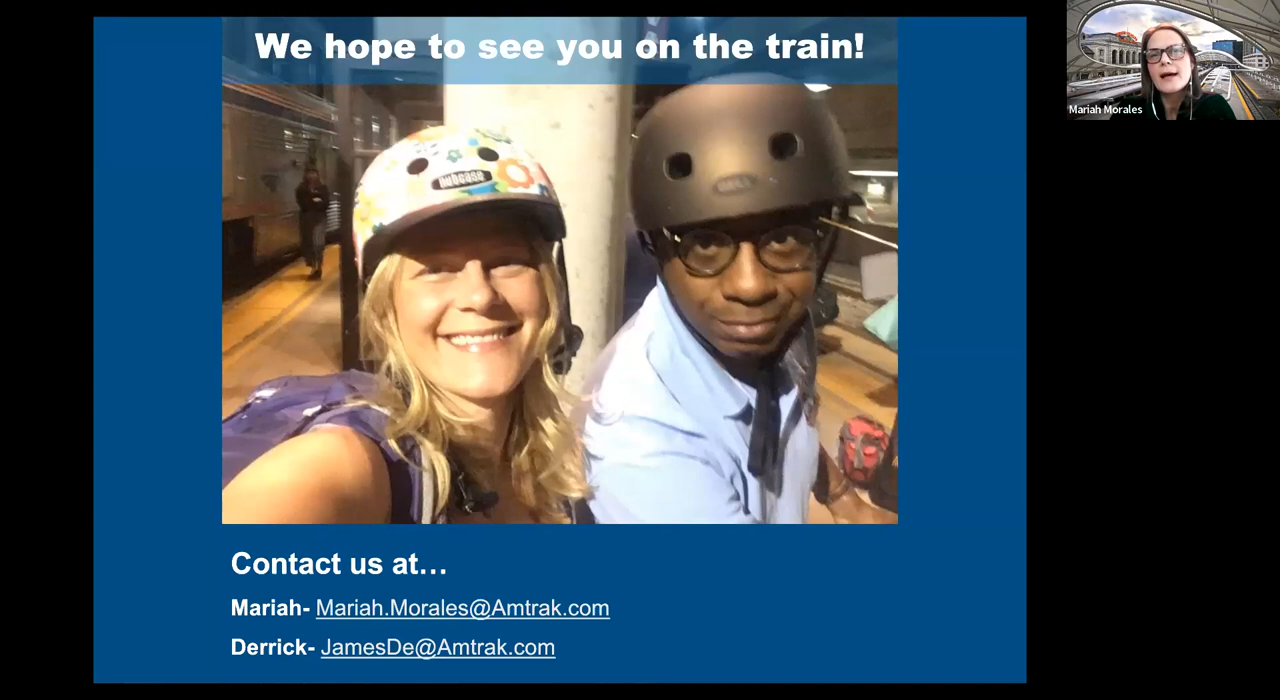 We hope to see you on the train!
Mariah Morales
nutcase
Contact us at…
Mariah- Mariah.Morales@Amtrak.com
Derrick- JamesDe@Amtrak.com